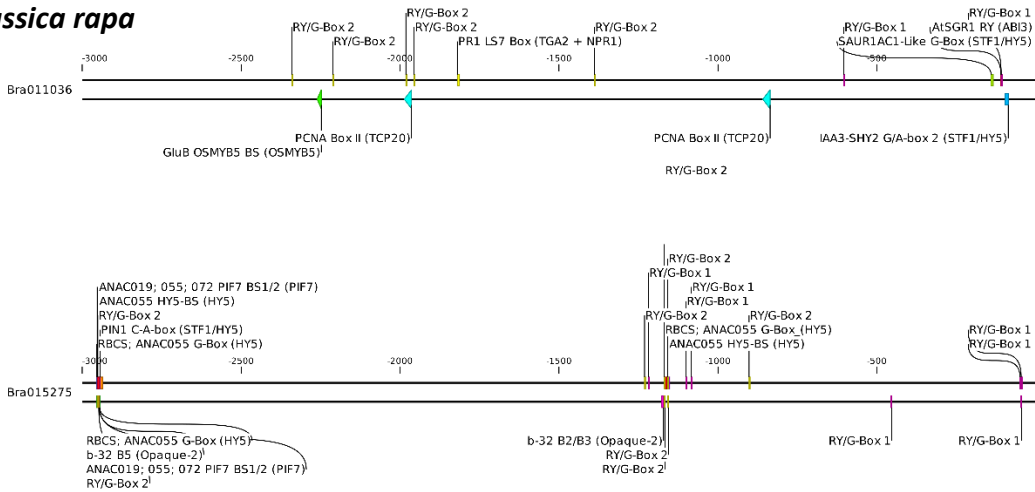 ssica rapa
RY/G-Box 2
RY/G-Box 1
RY/G-Box 2
RY/G-Box 2
RY/G-Box 1
AtSGR1 RY (ABI3)
RY/G-Box 2
RY/G-Box 2
PR1 LS7 Box (TGA2 + NPR1)
SAUR1AC1-Like G-Box (STF1/HY5)
-3000
-2500
-2000
-1500
-1000
-500
Bra011036
PCNA Box II (TCP20)
PCNA Box II (TCP20)
IAA3-SHY2 G/A-box 2 (STF1/HY5)
GluB OSMYB5 BS (OSMYB5)
RY/G-Box 2
RY/G-Box 2
RY/G-Box 1
ANAC019; 055; 072 PIF7 BS1/2 (PIF7)
RY/G-Box 1
ANAC055 HY5-BS (HY5)
RY/G-Box 1
RY/G-Box 2
RY/G-Box 2
RY/G-Box 2
PIN1 C-A-box (STF1/HY5)
RBCS; ANAC055 G-Box_(HY5)
RY/G-Box 1
RBCS; ANAC055 G-Box (HY5)
ANAC055 HY5-BS (HY5)
RY/G-Box 1
-3000
-2500
-2000
-1500
-1000
-500
Bra015275
RBCS; ANAC055 G-Box (HY5)
b-32 B2/B3 (Opaque-2)
RY/G-Box 1
RY/G-Box 1
b-32 B5 (Opaque-2)
RY/G-Box 2
ANAC019; 055; 072 PIF7 BS1/2 (PIF7)
RY/G-Box 2
RY/G-Box 2